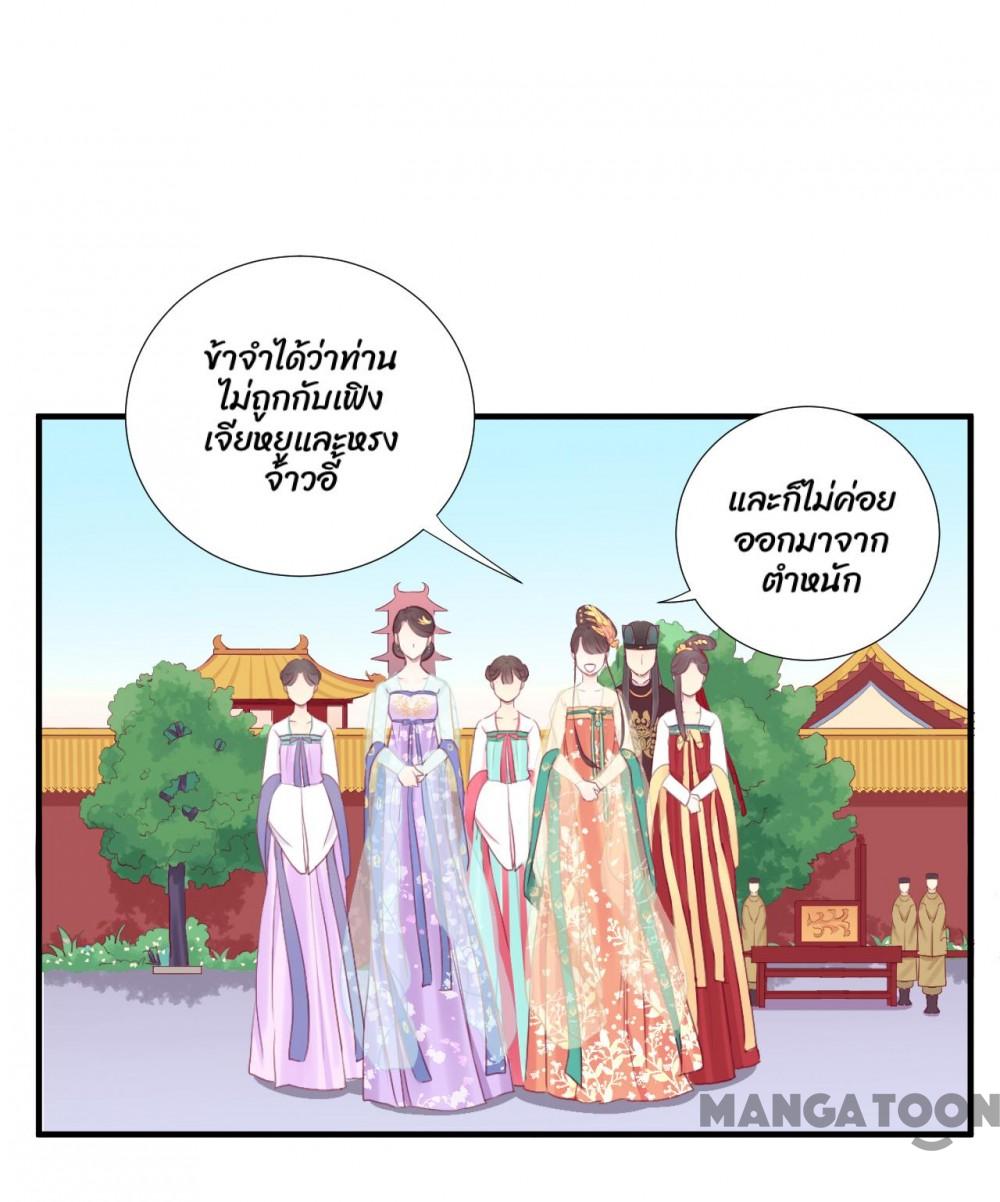 ข้าจำได้ว่าท่าน
ไม่ถูกกับเฟิง
เจียหยูและหรง
จ้าวอี้
และก็ไม่ค่อย
ออกมาจาก
ตำหนัก
MANGATOON